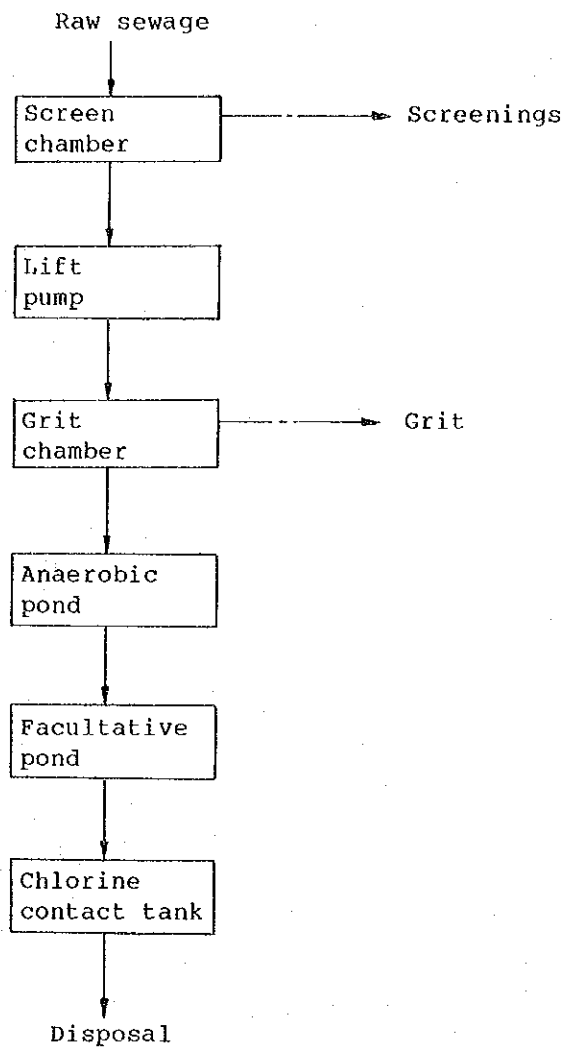 Raw sewage
Screen
chamber
Screenings
Lift
pump
Grit
chamber
Grit
Anaerobic
pond
Facultative
pond
Chlorine
contact tank
Disposal